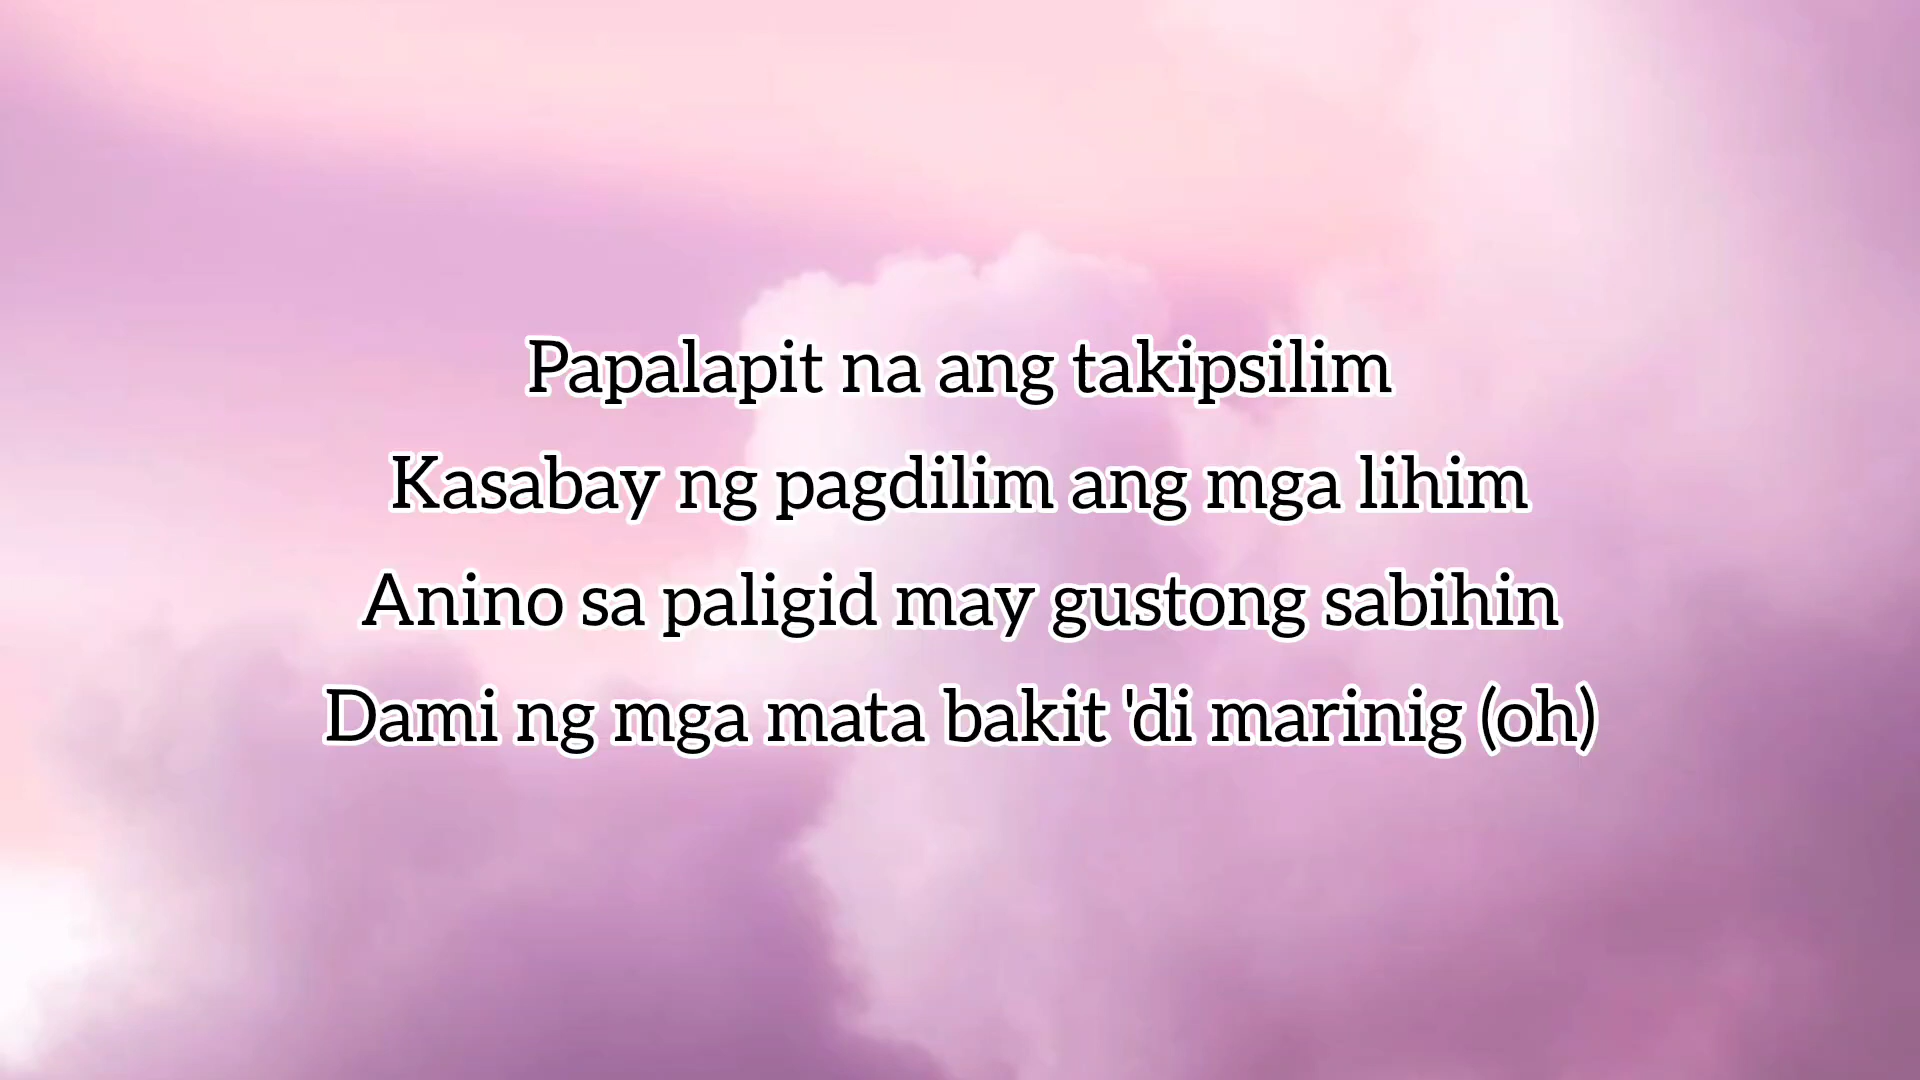 Papalapit na ang takipsilim
Kasabay ng pagdilim ang mga lihim
Anino sa paligid may gustong sabihin
Dami ng mga mata bakit 'di marinig (oh)